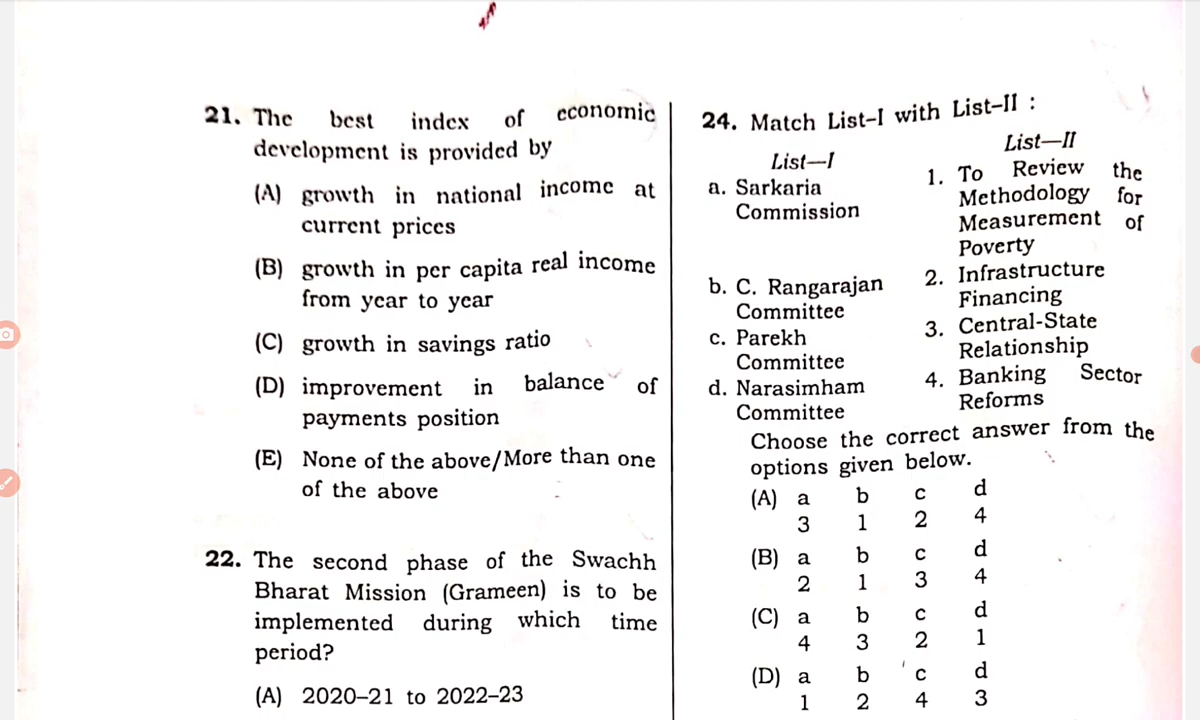 21. The best index of economic
development is provided by
(A) growth in national income at
current prices
(B) growth in per capita real income
from year to year
(C) growth in savings ratio
(D) improvement in balance of
payments position
(E) None of the above/More than one
of the above
22. The second phase of the Swachh
Bharat Mission (Grameen) is to be
implemented during which time
period?
(A) 2020–21 to 2022–23
24. Match List–I with List–II :
List—I
List—II
a. Sarkaria
Commission
1. To Review the
Methodology for
Measurement of
Poverty
b. C. Rangarajan
Committee
2. Infrastructure
Financing
c. Parekh
Committee
3. Central-State
Relationship
d. Narasimham
Committee
4. Banking Sector
Reforms
Choose the correct answer from the
options given below.
(A) a b c d
3 1 2 4
(B) a b c d
2 1 3 4
(C) a b c d
4 3 2 1
(D) a b c d
1 2 4 3